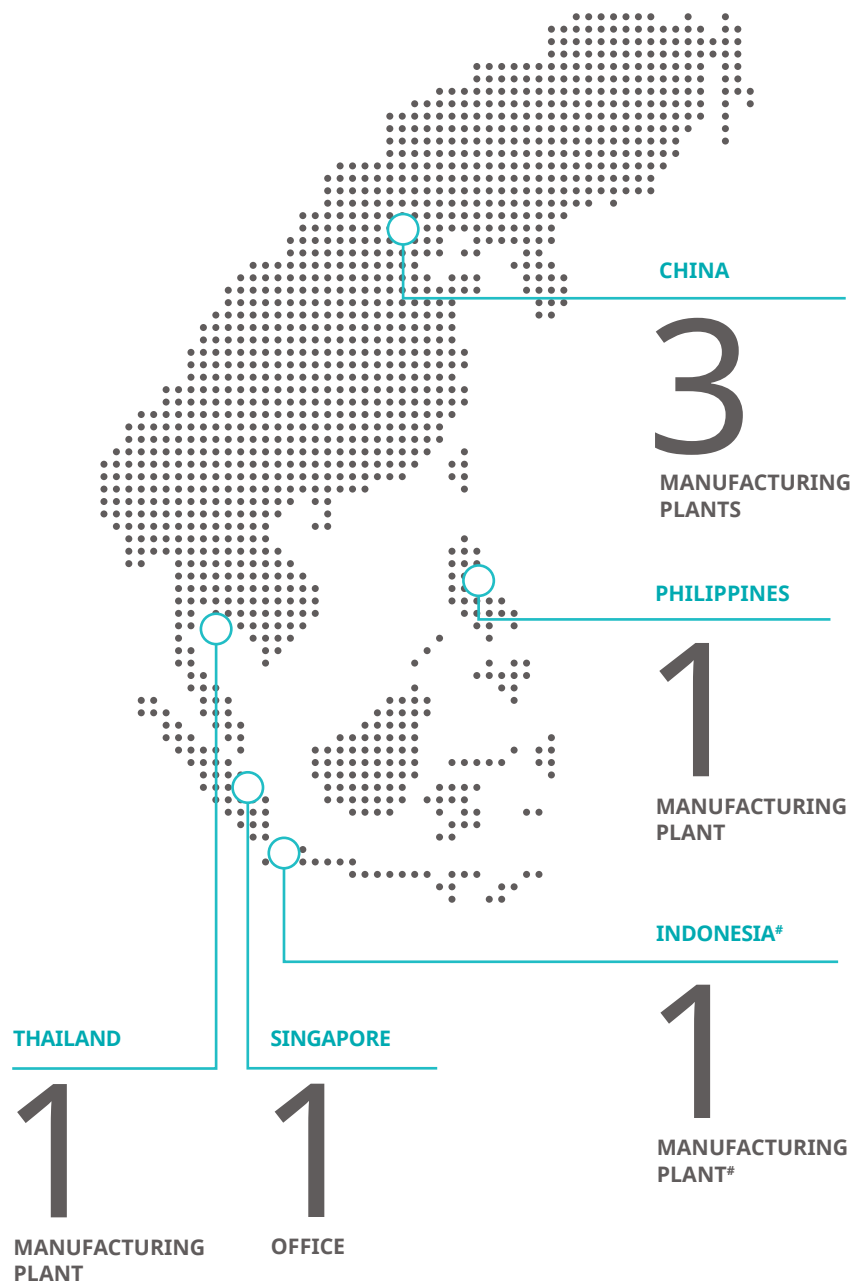 CHINA
3
MANUFACTURING
PLANTS
PHILIPPINES
1
MANUFACTURING
PLANT
INDONESIA#
1
MANUFACTURING
PLANT#
THAILAND
1
MANUFACTURING
PLANT
SINGAPORE
1
OFFICE